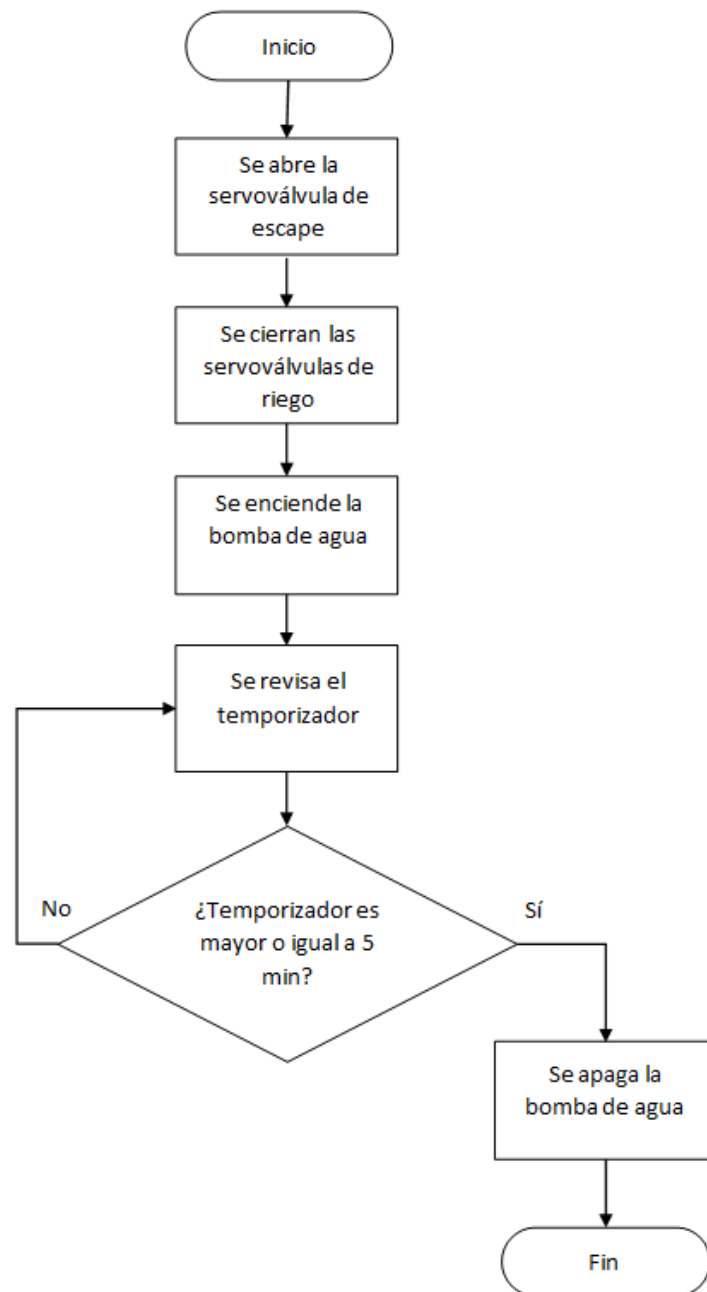 Inicio
Se abre la
servoválvula de
escape
Se cierran las
servoválvulas de
riego
Se enciende la
bomba de agua
Se revisa el
temporizador
No
¿Temporizador es
mayor o igual a 5
min?
Sí
Se apaga la
bomba de agua
Fin